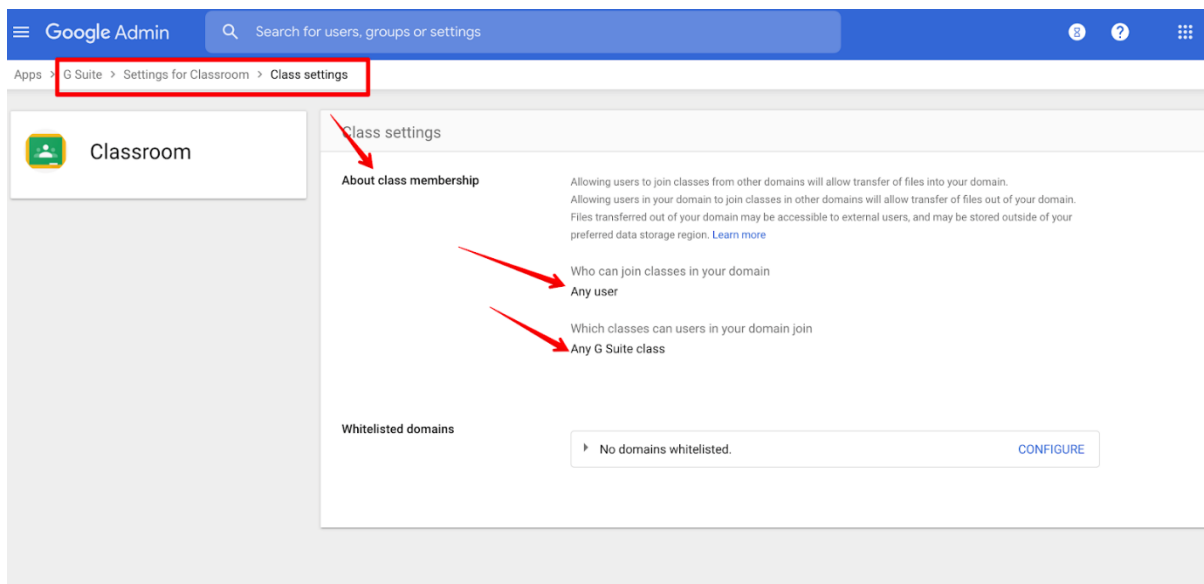 Google Admin
Search for users, groups or settings
Apps > G Suite > Settings for Classroom > Class settings
Classroom
Class settings
About class membership
Allowing users to join classes from other domains will allow transfer of files into your domain.
Allowing users in your domain to join classes in other domains will allow transfer of files out of your domain.
Files transferred out of your domain may be accessible to external users, and may be stored outside of your
preferred data storage region. Learn more
Who can join classes in your domain
Any user
Which classes can users in your domain join
Any G Suite class
Whitelisted domains
No domains whitelisted.
CONFIGURE